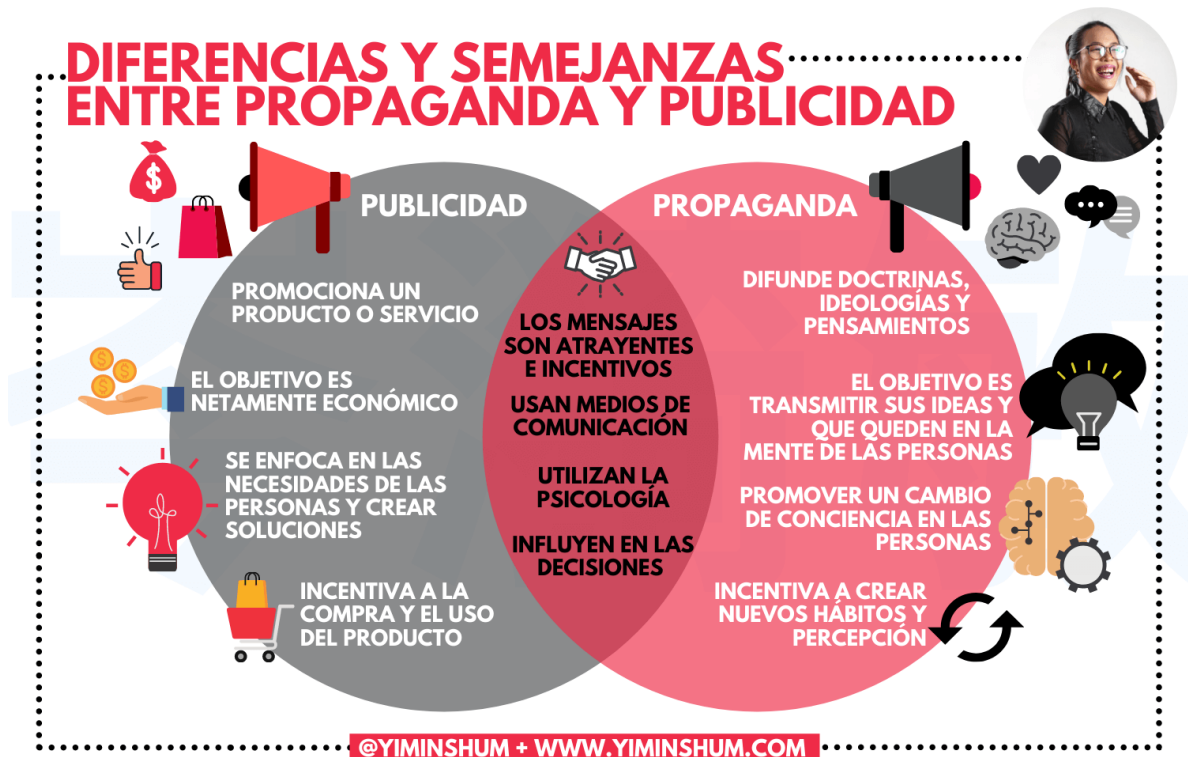 DIFERENCIAS Y SEMEJANZAS
ENTRE PROPAGANDA Y PUBLICIDAD
PUBLICIDAD
PROMOCIONA UN
PRODUCTO O SERVICIO
EL OBJETIVO ES
NETAMENTE ECONÓMICO
SE ENFOCA EN LAS
NECESIDADES DE LAS
PERSONAS Y CREAR
SOLUCIONES
INCENTIVA A LA
COMPRA Y EL USO
DEL PRODUCTO
LOS MENSAJES
SON ATRAYENTES
E INCENTIVOS
USAN MEDIOS DE
COMUNICACIÓN
UTILIZAN LA
PSICOLOGÍA
INFLUYEN EN LAS
DECISIONES
PROPAGANDA
DIFUNDE DOCTRINAS,
IDEOLOGÍAS Y
PENSAMIENTOS
EL OBJETIVO ES
TRANSMITIR SUS IDEAS Y
QUE QUEDEN EN LA
MENTE DE LAS PERSONAS
PROMOVER UN CAMBIO
DE CONCIENCIA EN LAS
PERSONAS
INCENTIVA A CREAR
NUEVOS HÁBITOS Y
PERCEPCIÓN
@YIMINSHUM + WWW.YIMINSHUM.COM